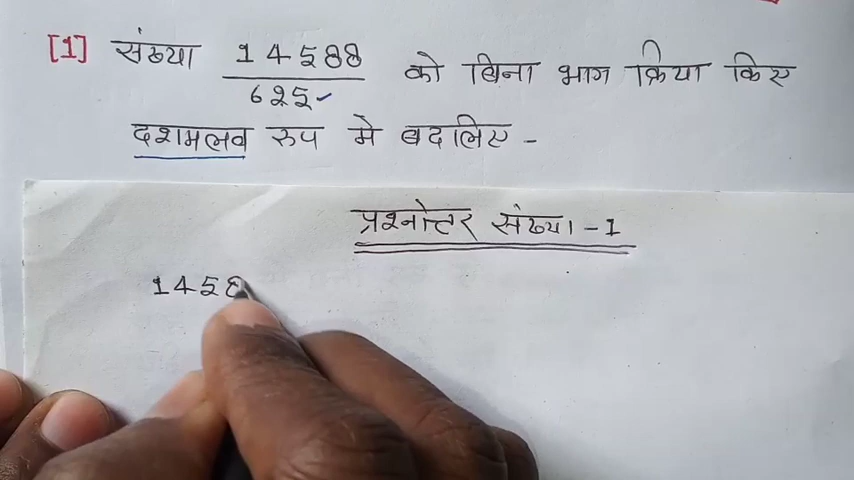 [1] संख्या 14588 को बिना भाग क्रिया किए
625
दशमलव रुप मे बदलिए -
प्रश्नोत्तर संख्या -1
1458